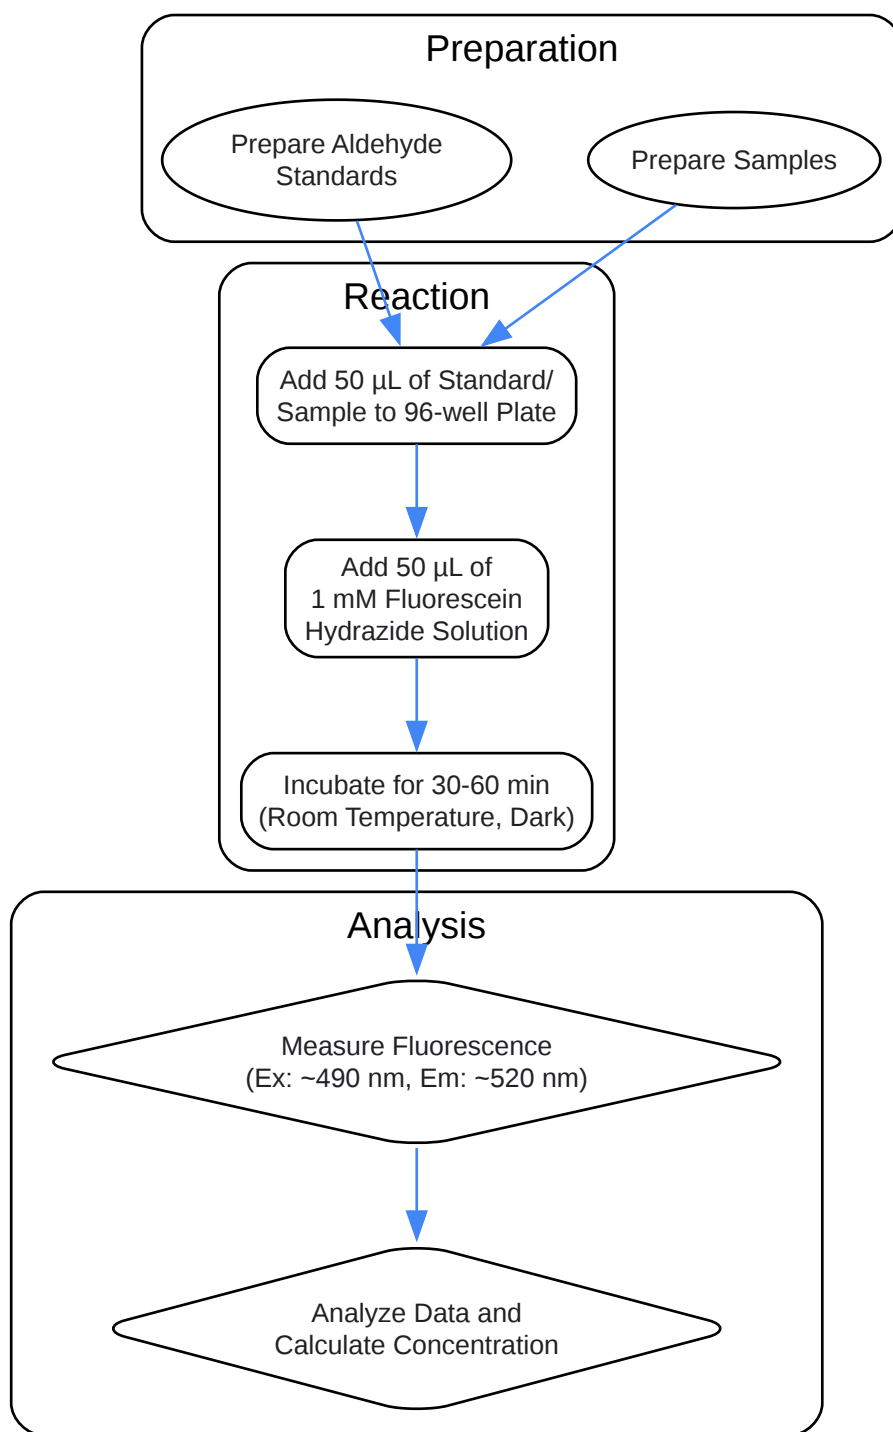 Preparation
Prepare Aldehyde
Standards
Prepare Samples
Reaction
Add 50 µL of Standard/
Sample to 96-well Plate
Add 50 µL of
1 mM Fluorescein
Hydrazide Solution
Incubate for 30-60 min
(Room Temperature, Dark)
Analysis
Measure Fluorescence
(Ex: ~490 nm, Em: ~520 nm)
Analyze Data and
Calculate Concentration